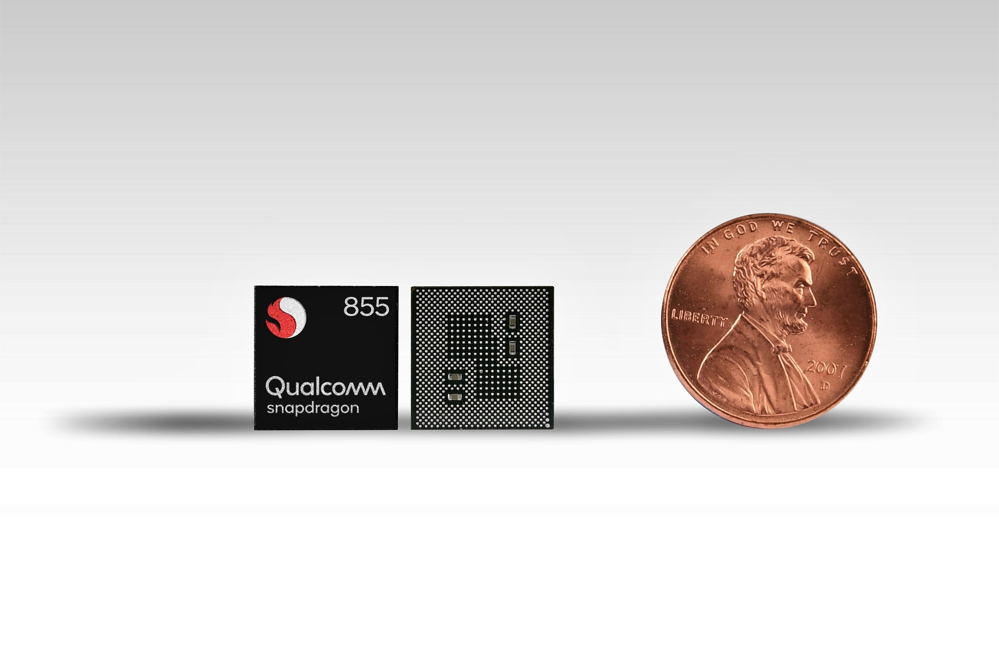 855
Qualcomm
snapdragon
IN GOD WE TRUST
LIBERTY
2007
D